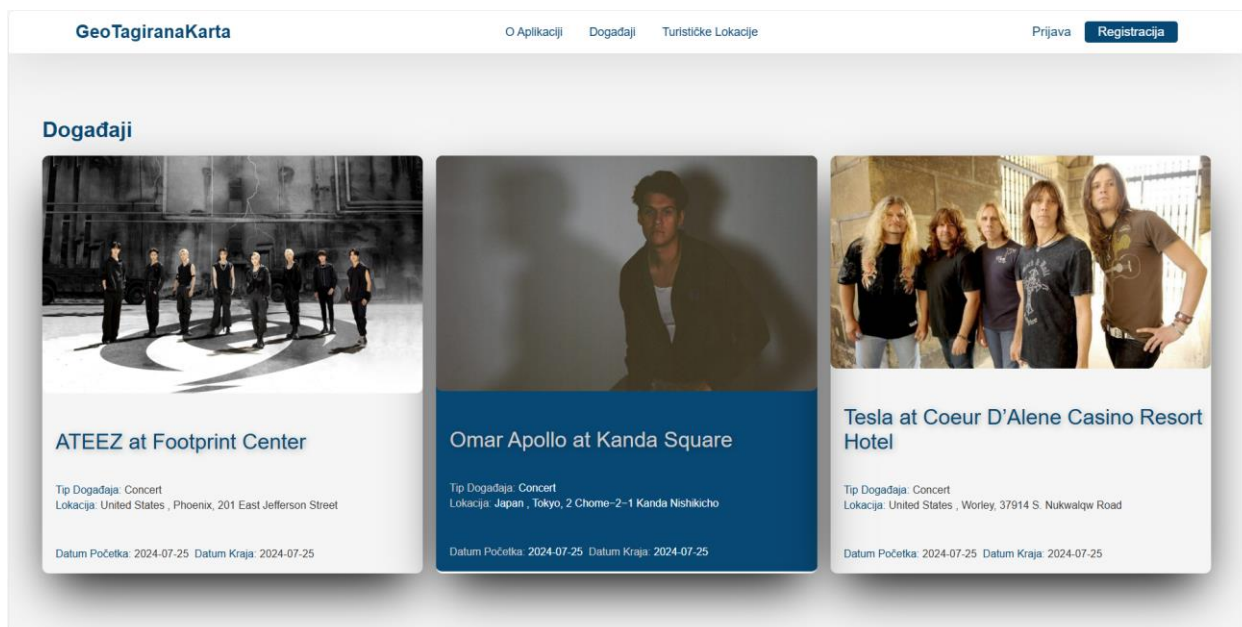 GeoTagiranaKarta
O Aplikaciji Događaji Turističke Lokacije
Prijava Registracija
Događaji
ATEEZ at Footprint Center
Tip Događaja: Concert
Lokacija: United States , Phoenix, 201 East Jefferson Street
Datum Početka: 2024-07-25 Datum Kraja: 2024-07-25
Omar Apollo at Kanda Square
Tip Događaja: Concert
Lokacija: Japan , Tokyo, 2 Chome−2−1 Kanda Nishikicho
Datum Početka: 2024-07-25 Datum Kraja: 2024-07-25
Tesla at Coeur D’Alene Casino Resort
Hotel
Tip Događaja: Concert
Lokacija: United States , Worley, 37914 S. Nukwalqw Road
Datum Početka: 2024-07-25 Datum Kraja: 2024-07-25